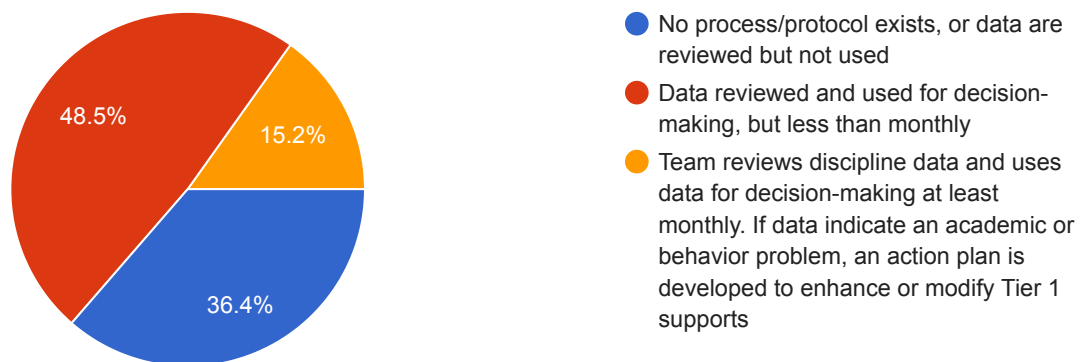 48.5%
15.2%
36.4%
No process/protocol exists, or data are
reviewed but not used
Data reviewed and used for decision-
making, but less than monthly
Team reviews discipline data and uses
data for decision-making at least
monthly. If data indicate an academic or
behavior problem, an action plan is
developed to enhance or modify Tier 1
supports